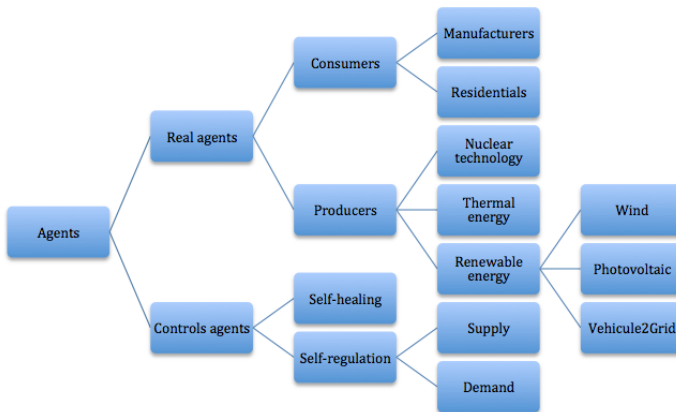 Manufacturers
Consumers
Residentials
Real agents
Nuclear
technology
Producers
Thermal
energy
Wind
Agents
Renewable
energy
Photovoltaic
Self-healing
Controls agents
Supply
Vehicule2Grid
Self-regulation
Demand